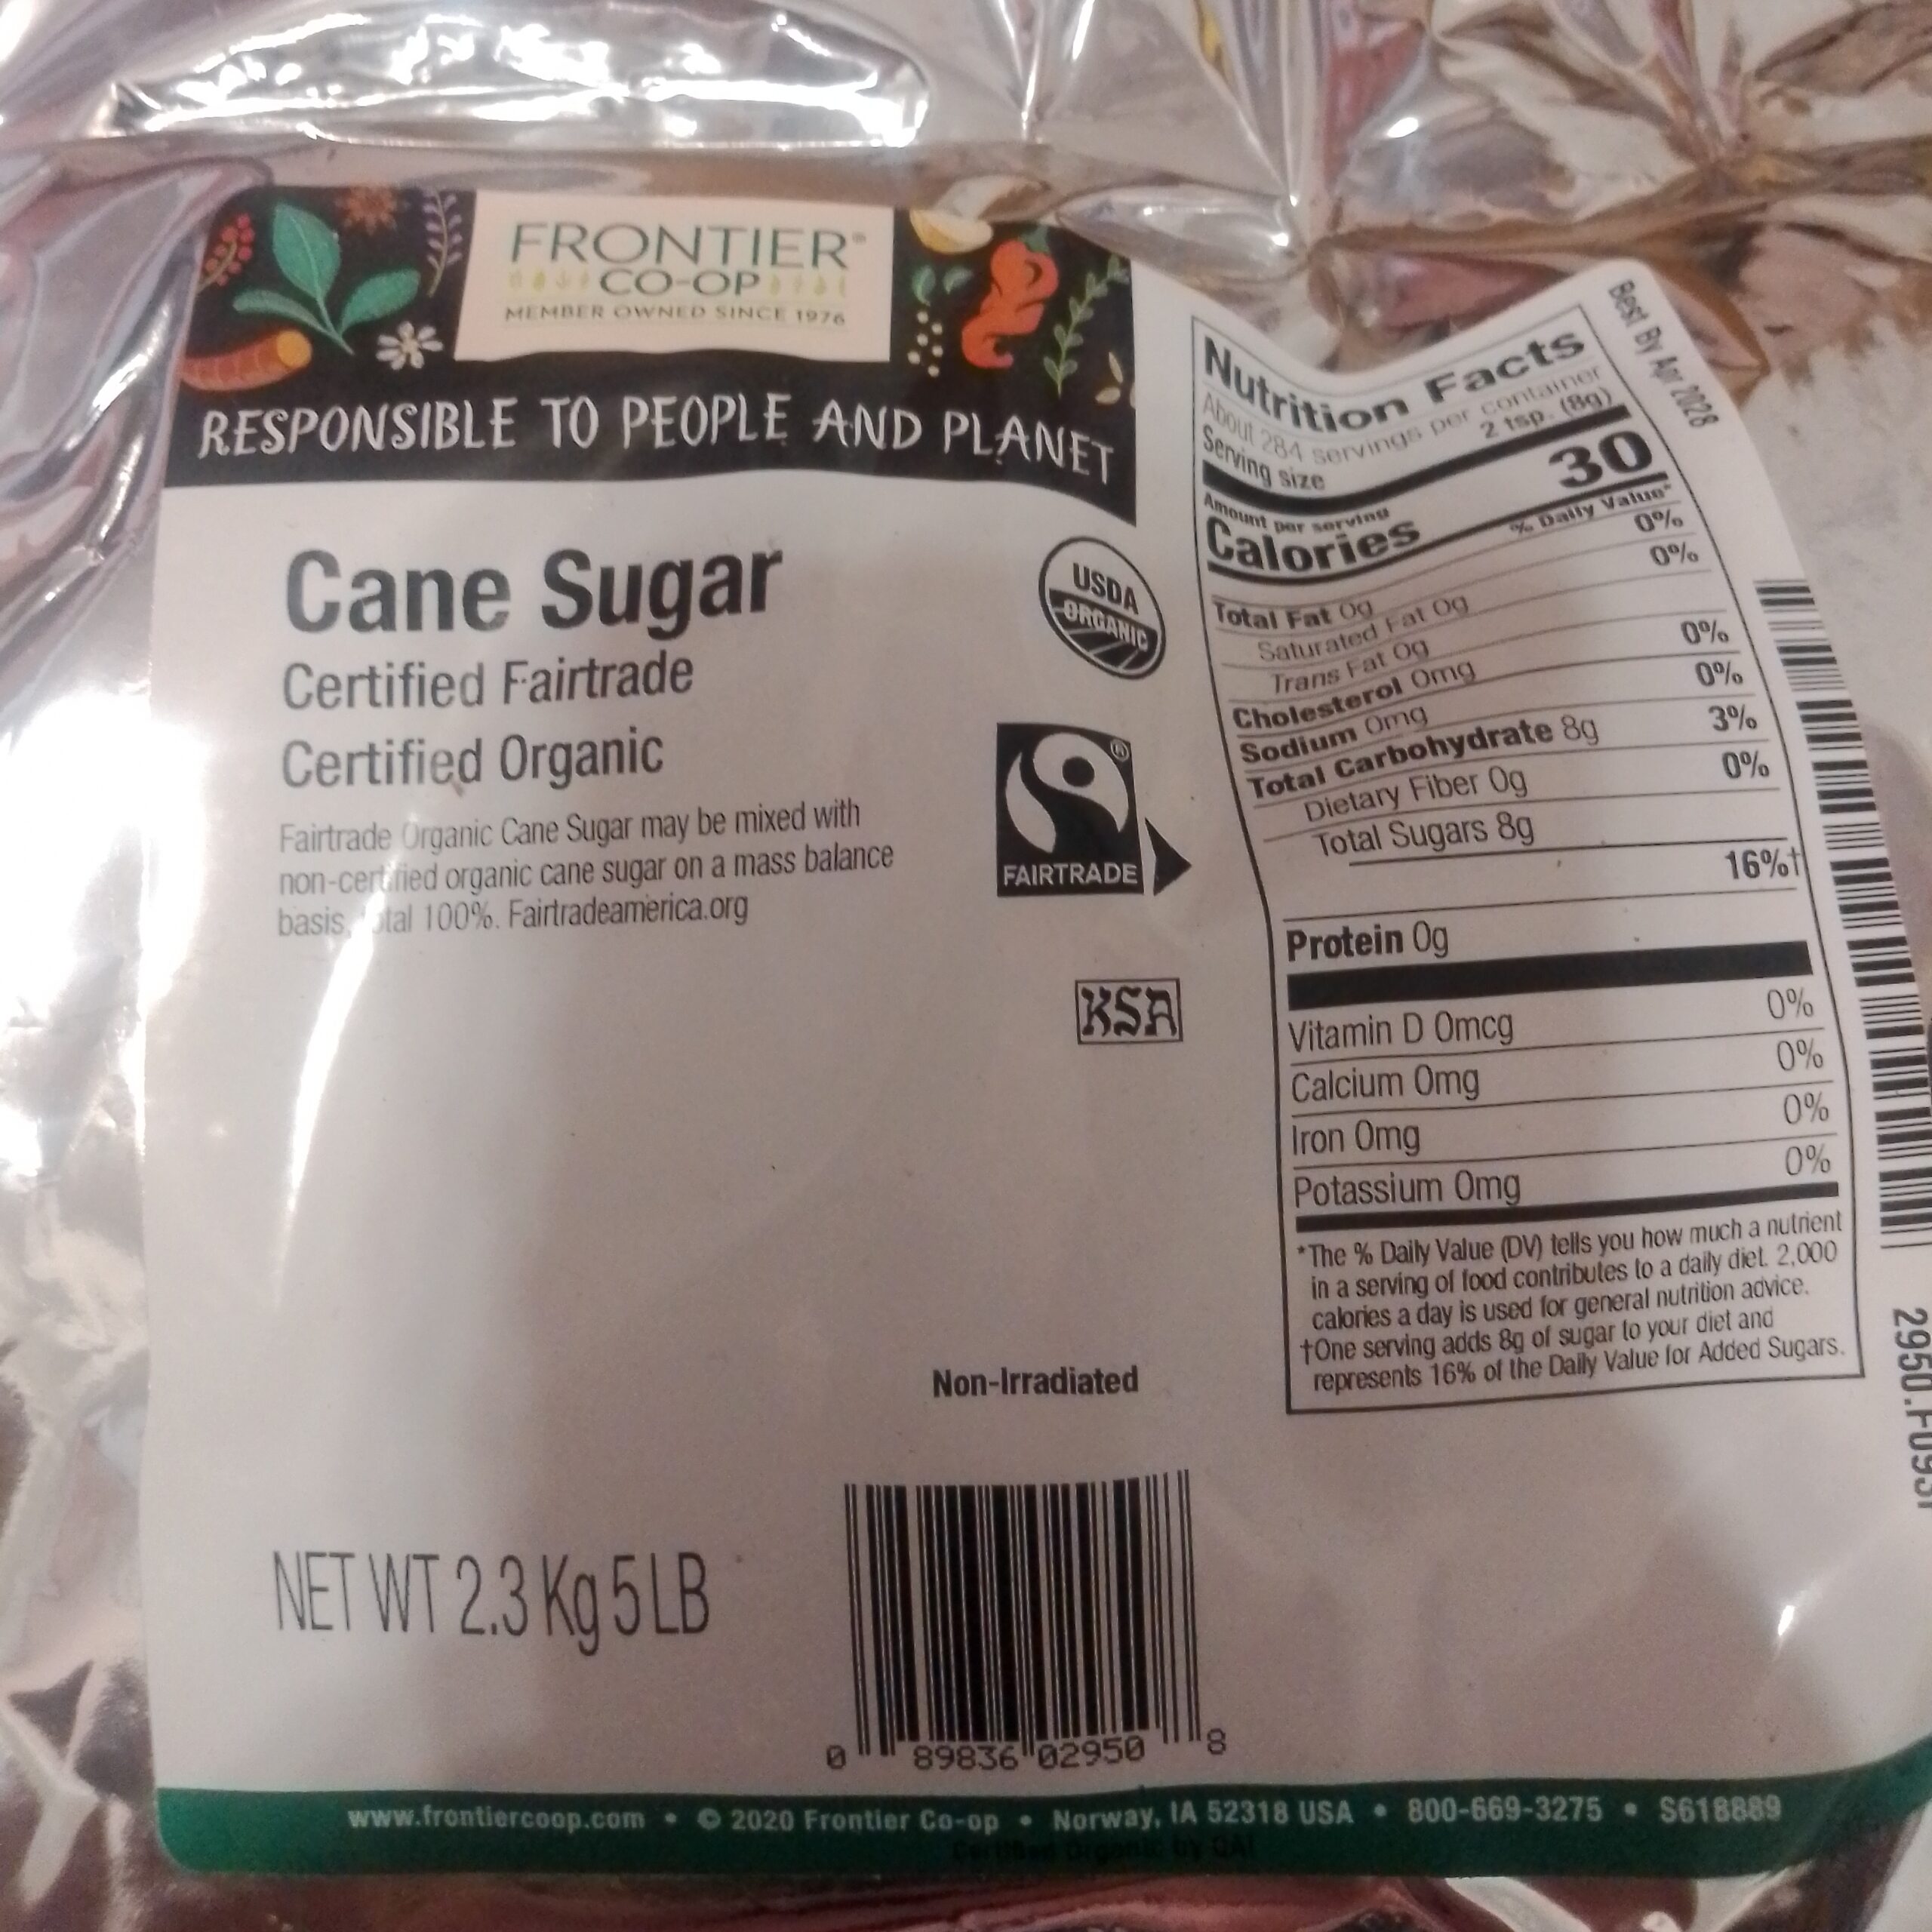 FRONTIER®
CO-OP
MEMBER OWNED SINCE 1976
RESPONSIBLE TO PEOPLE AND PLANET
Cane Sugar
Certified Fairtrade
Certified Organic
Fairtrade Organic Cane Sugar may be mixed with
non-certified organic cane sugar on a mass balance
basis, total 100%. Fairtradeamerica.org
USDA
ORGANIC
®
FAIRTRADE
KSA
Non-Irradiated
NET WT 2.3 Kg 5 LB
0 89836 02950 8
Nutrition Facts
About 284 servings per container
Serving size 2 tsp. (8g)
Amount per serving
Calories 30
% Daily Value*
Total Fat 0g 0%
Saturated Fat 0g 0%
Trans Fat 0g
Cholesterol 0mg 0%
Sodium 0mg 0%
Total Carbohydrate 8g 3%
Dietary Fiber 0g 0%
Total Sugars 8g
16%†
Protein 0g
Vitamin D 0mcg 0%
Calcium 0mg 0%
Iron 0mg 0%
Potassium 0mg 0%
*The % Daily Value (DV) tells you how much a nutrient
in a serving of food contributes to a daily diet. 2,000
calories a day is used for general nutrition advice.
†One serving adds 8g of sugar to your diet and
represents 16% of the Daily Value for Added Sugars.
Best By Apr 2028
www.frontiercoop.com • © 2020 Frontier Co-op • Norway, IA 52318 USA • 800-669-3275 • S618889
Certified Organic by QAI